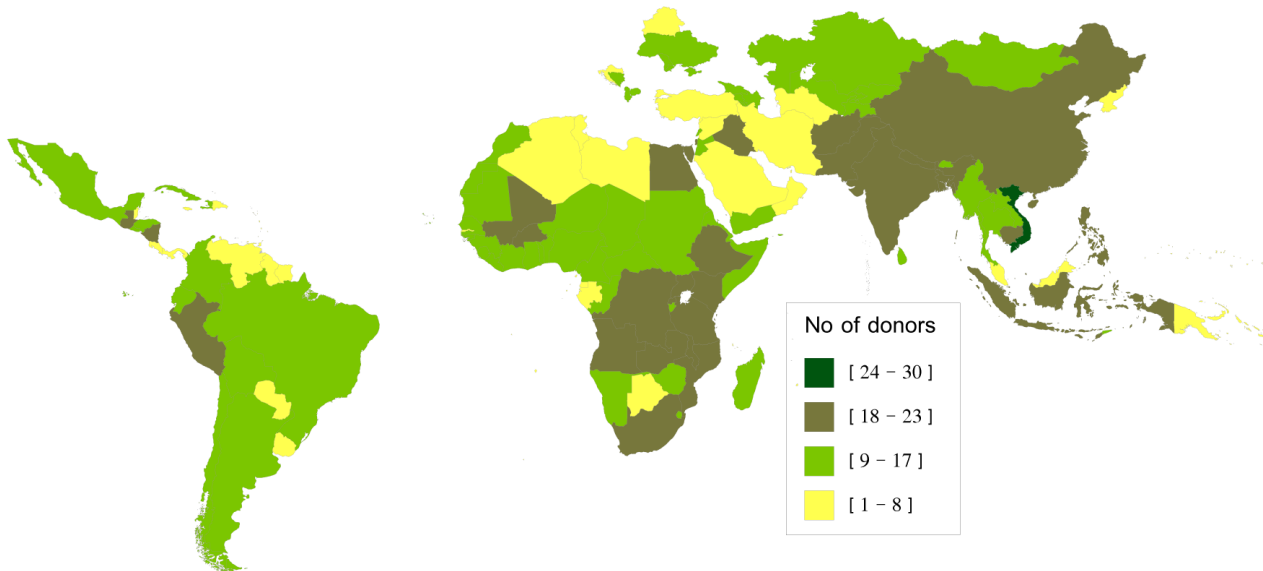 No of donors
[ 24 – 30 ]
[ 18 – 23 ]
[ 9 – 17 ]
[ 1 – 8 ]